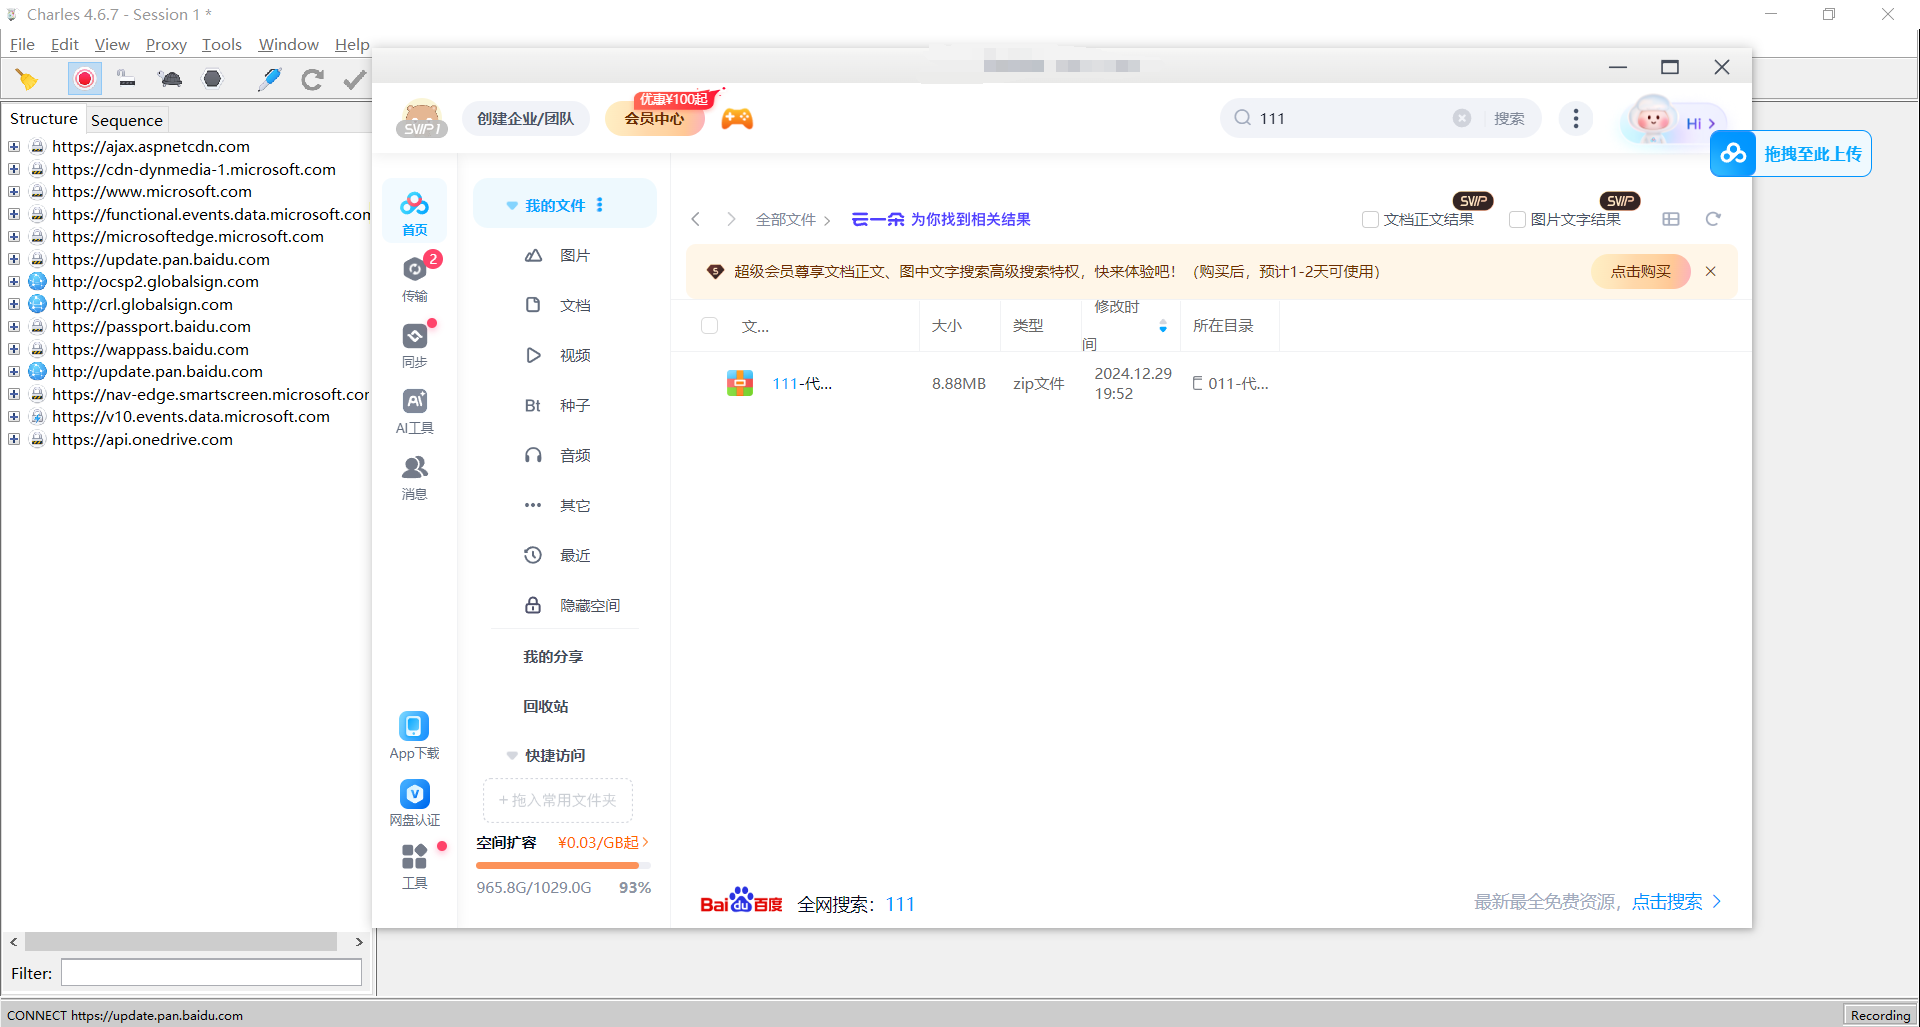 Charles 4.6.7 - Session 1 *
File Edit View Proxy Tools Window Help
Structure Sequence
https://ajax.aspnetcdn.com
https://cdn-dynmedia-1.microsoft.com
https://www.microsoft.com
https://functional.events.data.microsoft.con
https://microsoftedge.microsoft.com
https://update.pan.baidu.com
http://ocsp2.globalsign.com
http://crl.globalsign.com
https://passport.baidu.com
https://wappass.baidu.com
http://update.pan.baidu.com
https://nav-edge.smartscreen.microsoft.cor
https://v10.events.data.microsoft.com
https://api.onedrive.com
Filter:
CONNECT https://update.pan.baidu.com
Recording
SVIP1
创建企业/团队
优惠¥100起
会员中心
111
搜索
Hi
拖拽至此上传
首页
2
传输
同步
AI
AI工具
消息
App下载
网盘认证
工具
我的文件
图片
文档
视频
Bt 种子
音频
其它
最近
隐藏空间
我的分享
回收站
快捷访问
+ 拖入常用文件夹
空间扩容 ¥0.03/GB起
965.8G/1029.0G 93%
全部文件
云一朵 为你找到相关结果
文档正文结果
SVIP
图片文字结果
SVIP
超级会员尊享文档正文、图中文字搜索高级搜索特权，快来体验吧！（购买后，预计1-2天可使用）
点击购买
文... 大小 类型 修改时间 所在目录
111-代... 8.88MB zip文件 2024.12.29 19:52 011-代...
Bai du 百度 全网搜索： 111
最新最全免费资源，点击搜索